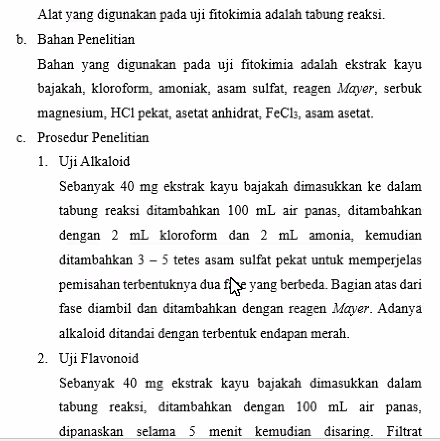 Alat yang digunakan pada uji fitokimia adalah tabung reaksi.
b. Bahan Penelitian
Bahan yang digunakan pada uji fitokimia adalah ekstrak kayu
bajakah, kloroform, amoniak, asam sulfat, reagen Mayer, serbuk
magnesium, HCl pekat, asetat anhidrat, FeCl₃, asam asetat.
c. Prosedur Penelitian
1. Uji Alkaloid
Sebanyak 40 mg ekstrak kayu bajakah dimasukkan ke dalam
tabung reaksi ditambahkan 100 mL air panas, ditambahkan
dengan 2 mL kloroform dan 2 mL amonia, kemudian
ditambahkan 3 – 5 tetes asam sulfat pekat untuk memperjelas
pemisahan terbentuknya dua yang berbeda. Bagian atas dari
fase diambil dan ditambahkan dengan reagen Mayer. Adanya
alkaloid ditandai dengan terbentuk endapan merah.
2. Uji Flavonoid
Sebanyak 40 mg ekstrak kayu bajakah dimasukkan dalam
tabung reaksi, ditambahkan dengan 100 mL air panas,
dipanaskan selama 5 menit kemudian disaring. Filtrat